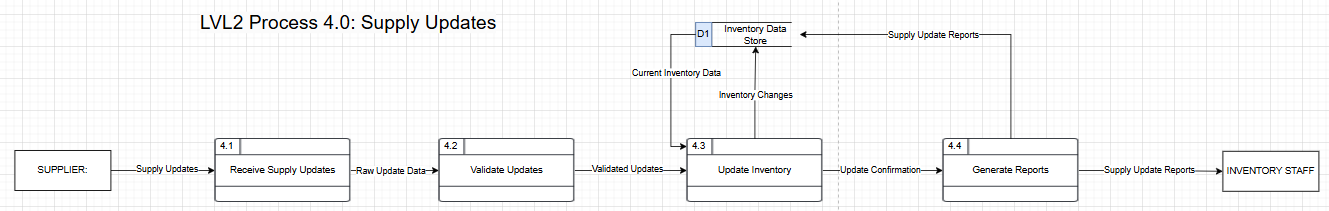 LVL2 Process 4.0: Supply Updates
D1
Inventory Data
Store
Supply Update Reports
Current Inventory Data
Inventory Changes
4.1
4.2
4.3
4.4
SUPPLIER:
Supply Updates
Receive Supply Updates
Raw Update Data
Validate Updates
Validated Updates
Update Inventory
Update Confirmation
Generate Reports
Supply Update Reports
INVENTORY STAFF